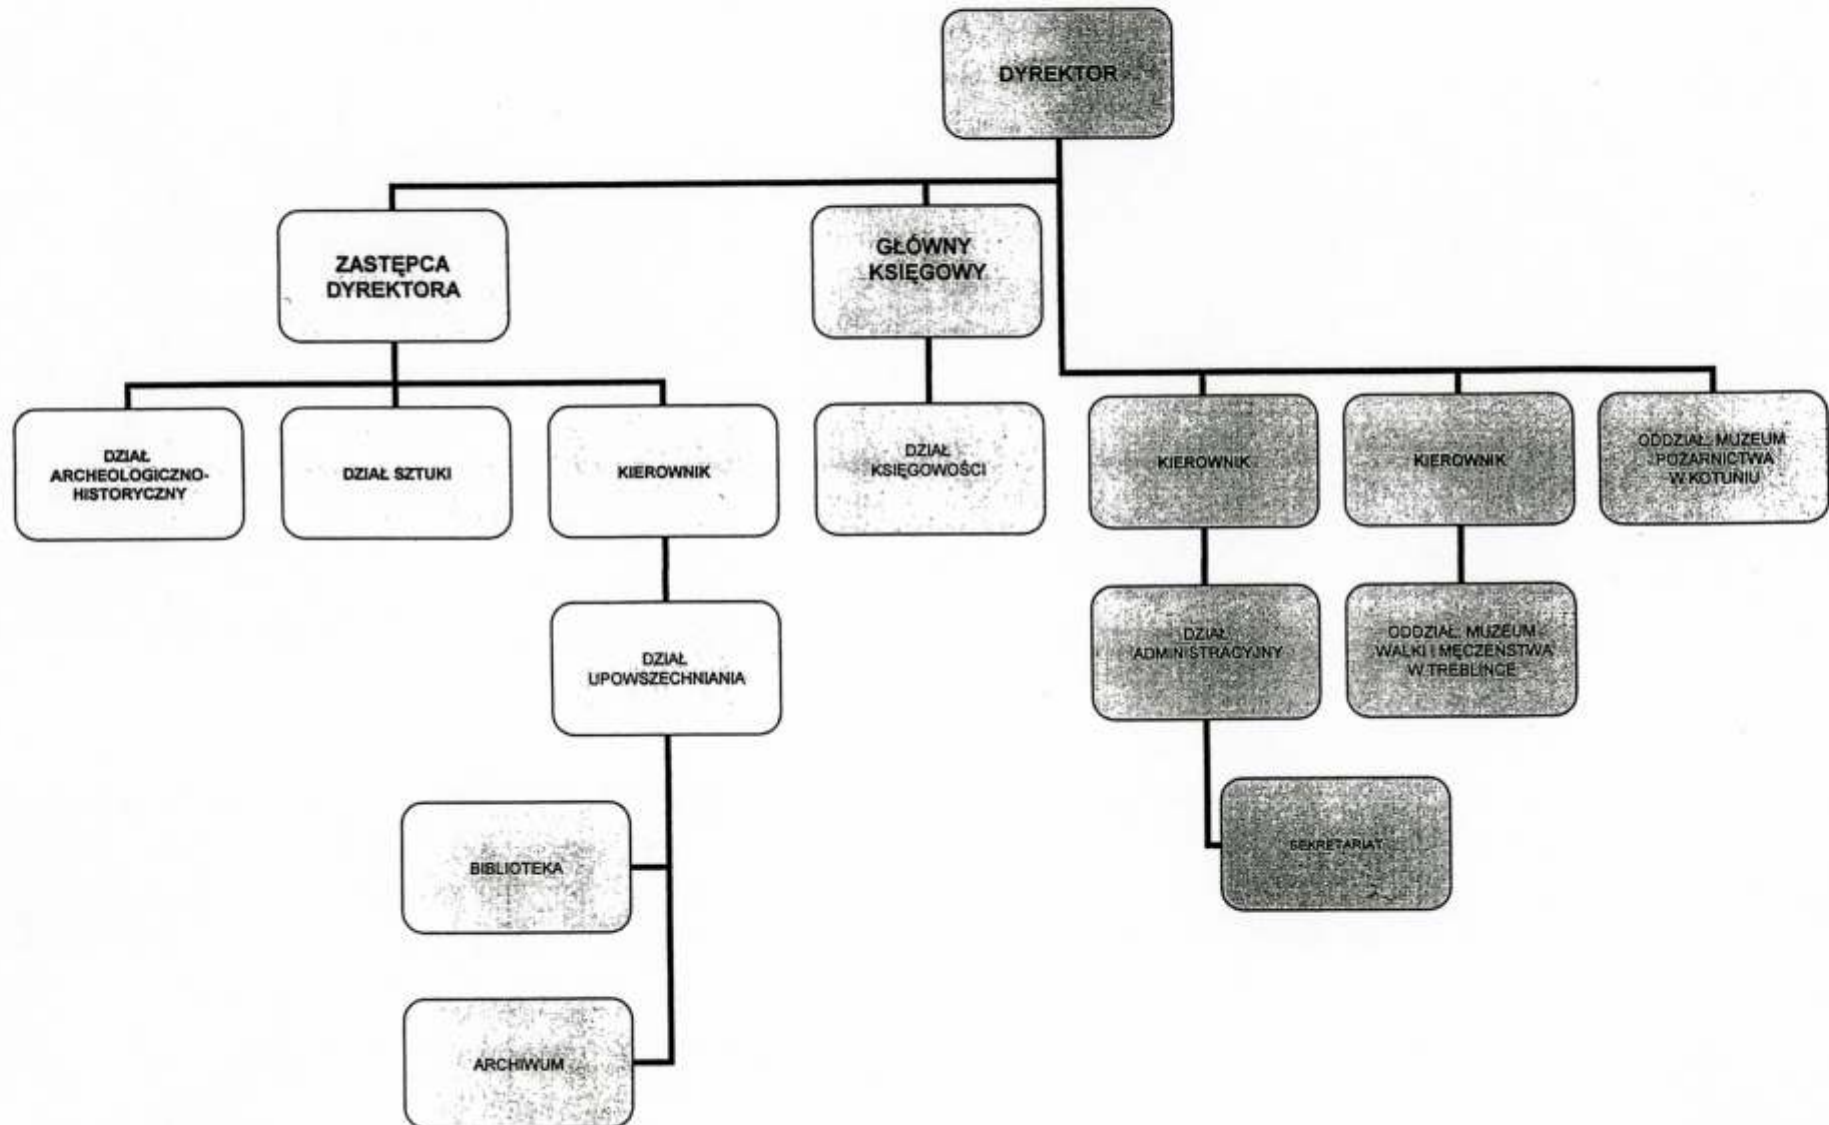 DYREKTOR
ZASTĘPCA
DYREKTORA
GŁÓWNY
KSIĘGOWY
DZIAŁ
ARCHEOLOGICZNO-
HISTORYCZNY
DZIAŁ SZTUKI
KIEROWNIK
DZIAŁ
KSIĘGOWOŚCI
KIEROWNIK
KIEROWNIK
ODDZIAŁ: MUZEUM
POŻARNICTWA
W KOTUNIU
DZIAŁ
UPOWSZECHNIANIA
DZIAŁ
ADMINISTRACYJNY
ODDZIAŁ: MUZEUM
WALKI I MĘCZEŃSTWA
W TREBLINCE
BIBLIOTEKA
SEKRETARIAT
ARCHIWUM